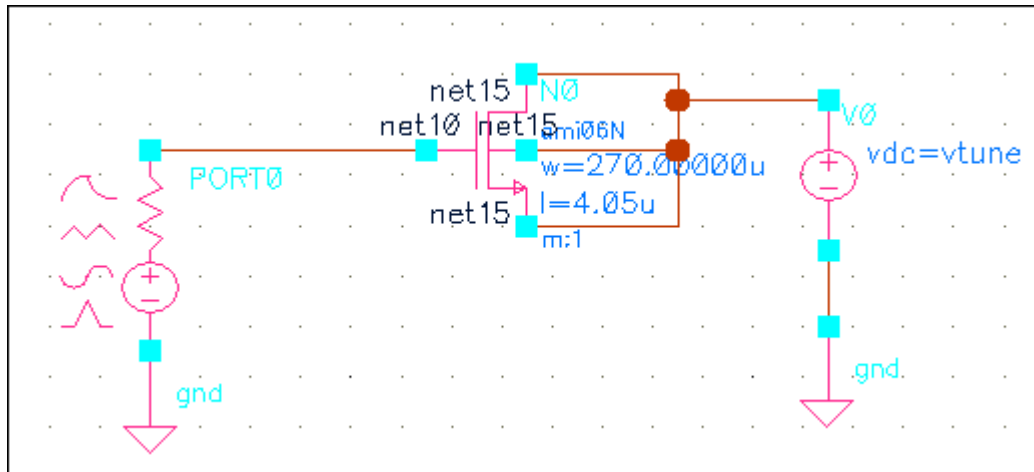 net15
N0
net10
net15
ami06N
V0
PORT0
w=270.00000u
vdc=vtune
l=4.05u
net15
m:1
gnd
gnd